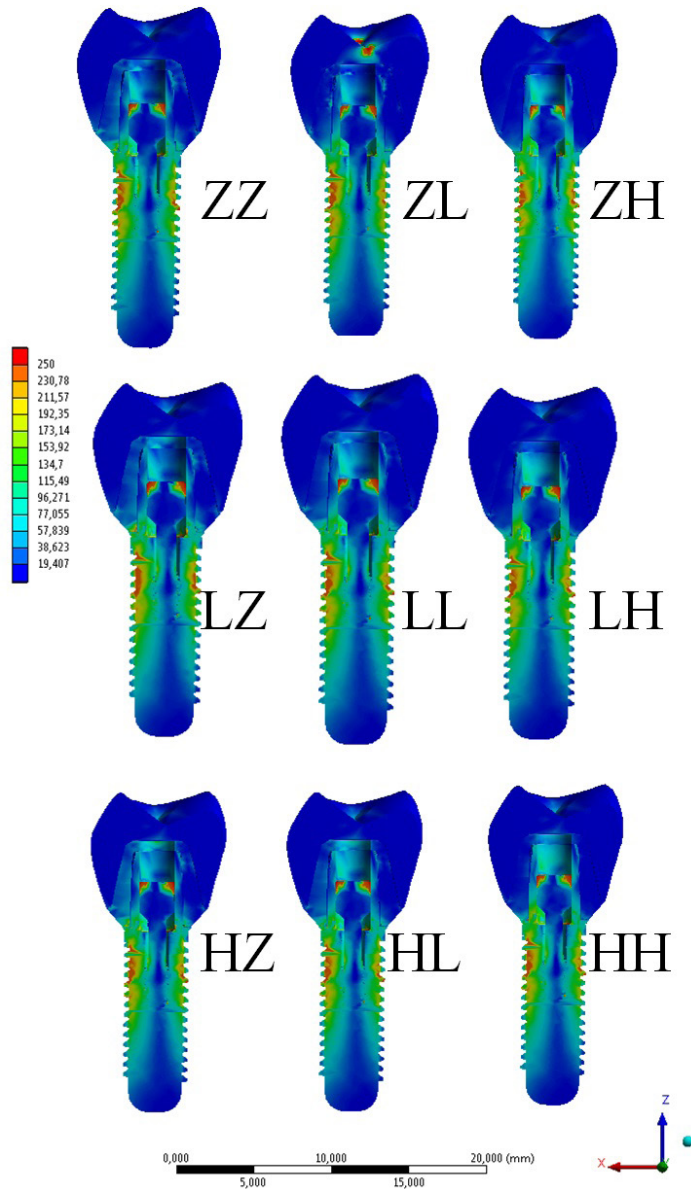 ZZ ZL ZH
250
230,78
211,57
192,35
173,14
153,92
134,7
115,49
96,271
77,055
57,839
38,623
19,407
LZ LL LH
HZ HL HH
0,000 10,000 20,000 (mm)
5,000 15,000
Z
X Y